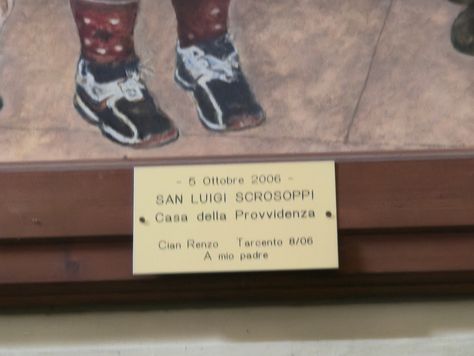 - 5 Ottobre 2006 -
SAN LUIGI SCROSOPPI
Casa della Provvidenza
Cian Renzo Tarcento 8/06
A mio padre